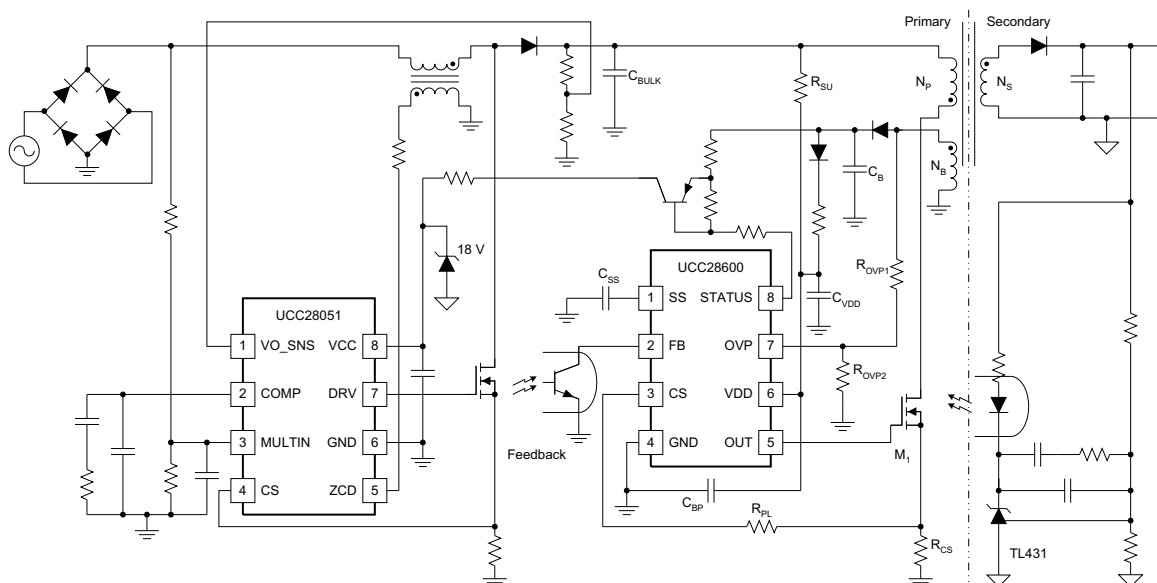 Primary
Secondary
C_BULK
R_SU
N_P
N_S
C_B
N_B
18 V
C_SS
UCC28600
R_OVP1
1
SS
STATUS
8
C_VDD
UCC28051
1
VO_SNS
VCC
8
2
FB
OVP
7
R_OVP2
2
COMP
DRV
7
3
CS
VDD
6
3
MULTIN
GND
6
Feedback
4
GND
OUT
5
M_1
4
CS
ZCD
5
C_BP
R_PL
R_CS
TL431